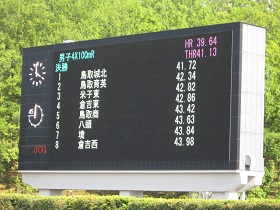 男子4X100mR HR 39.64
決勝 THR41.13
1 鳥取城北 41.72
2 鳥取育英 42.34
3 米子東 42.82
4 倉吉東 42.86
5 鳥取商 43.42
6 八頭 43.63
7 境 43.84
8 倉吉西 43.98